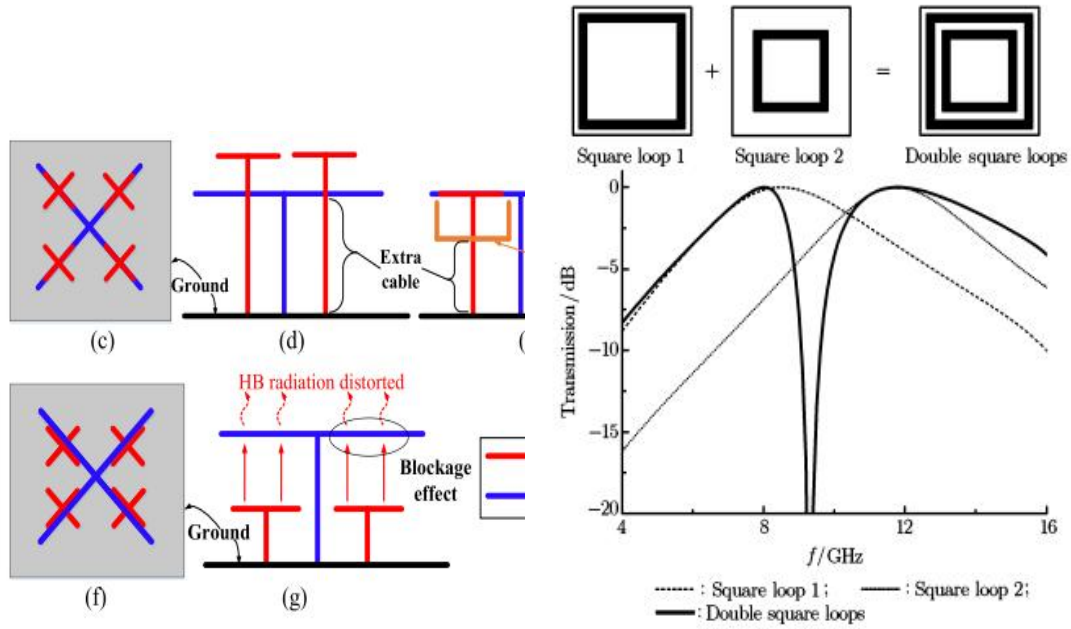 Extra
cable
Ground
(c)
(d)
(
HB radiation distorted
Blockage
effect
Ground
(f)
(g)
+
=
Square loop 1
Square loop 2
Double square loops
Transmission / dB
0
−5
−10
−15
−20
4
8
12
16
f/GHz
: Square loop 1;
: Square loop 2;
: Double square loops